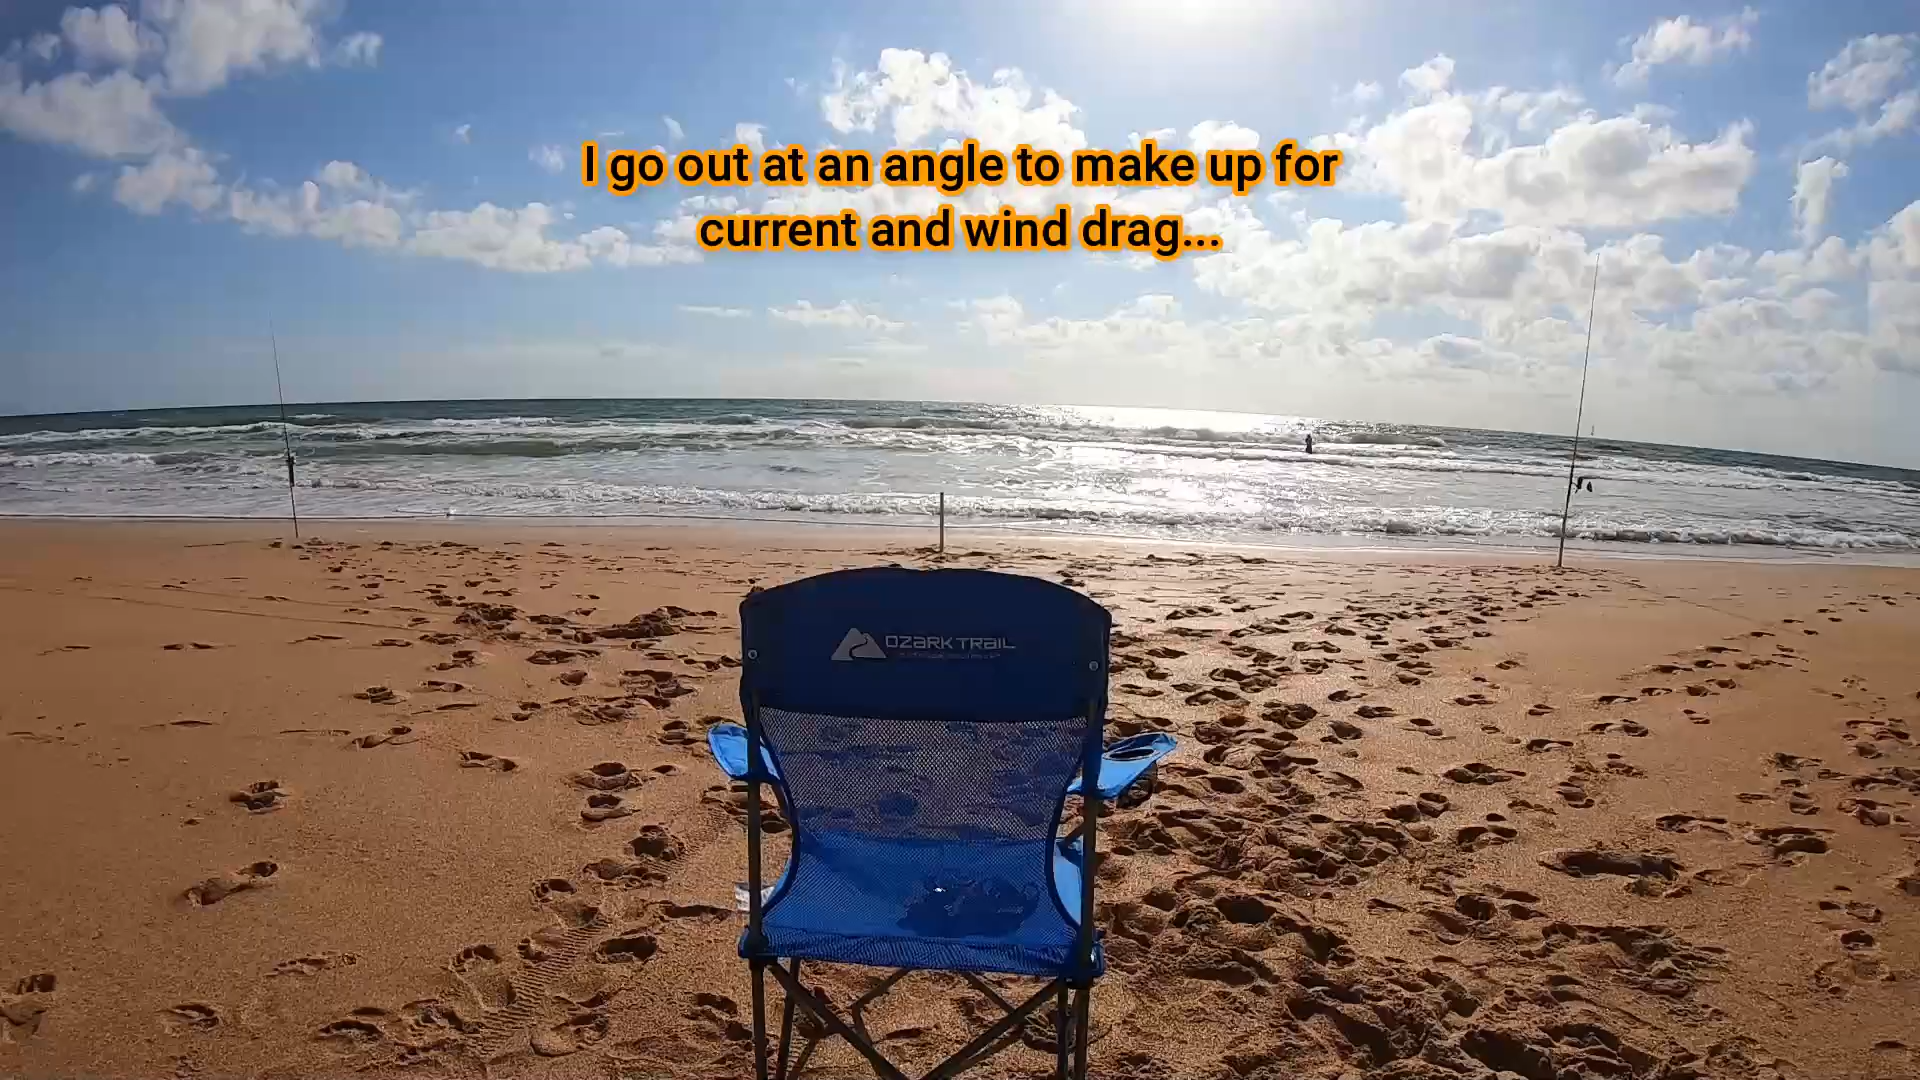 I go out at an angle to make up for
current and wind drag...
OZARK TRAIL